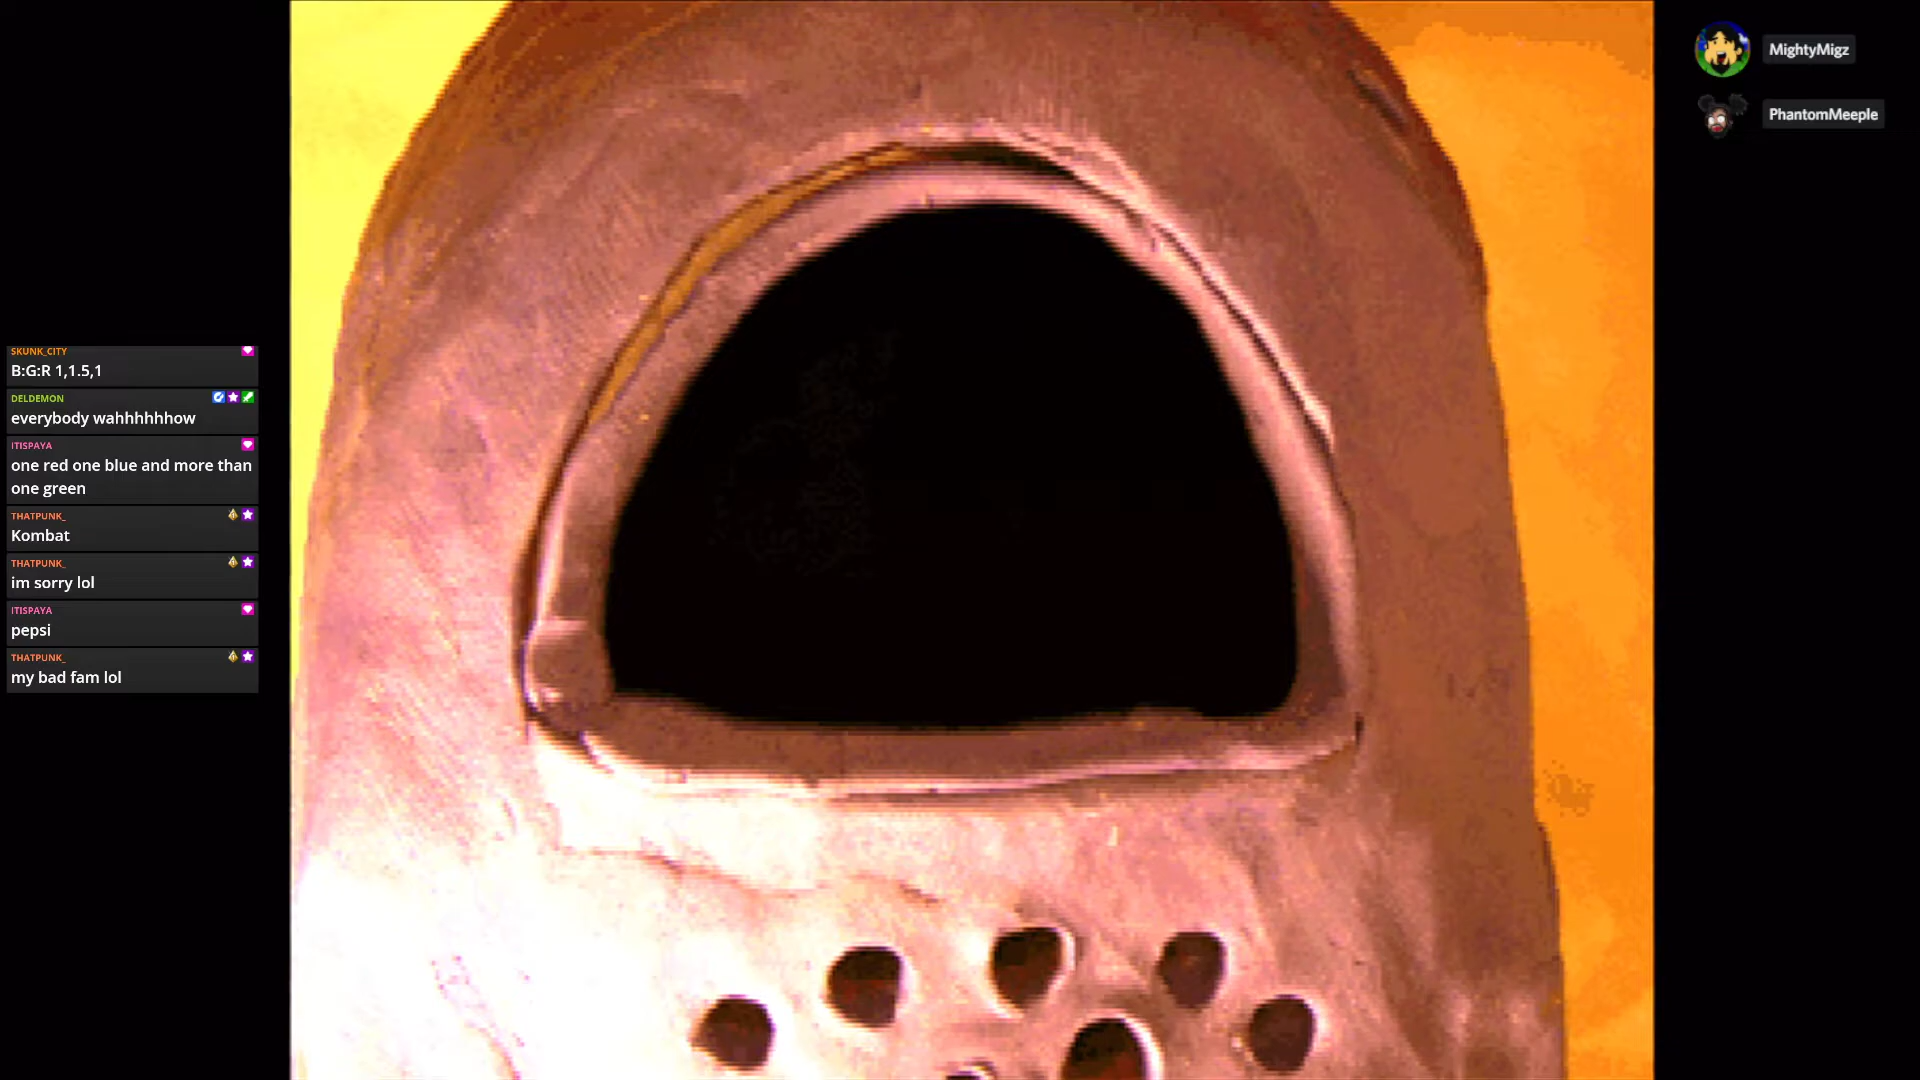 SKUNK_CITY
B:G:R 1,1.5,1
DELDEMON
everybody wahhhhhhow
ITISPAYA
one red one blue and more than
one green
THATPUNK_
Kombat
THATPUNK_
im sorry lol
ITISPAYA
pepsi
THATPUNK_
my bad fam lol
MightyMigz
PhantomMeeple